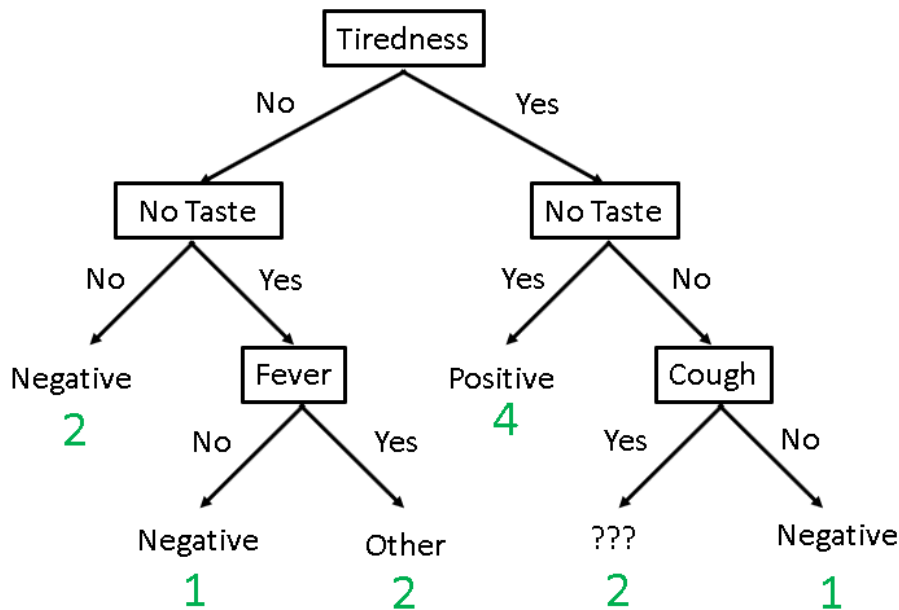 Tiredness
No Yes
No Taste No Taste
No Yes Yes No
Negative Fever Positive Cough
2 4
No Yes Yes No
Negative Other ??? Negative
1 2 2 1